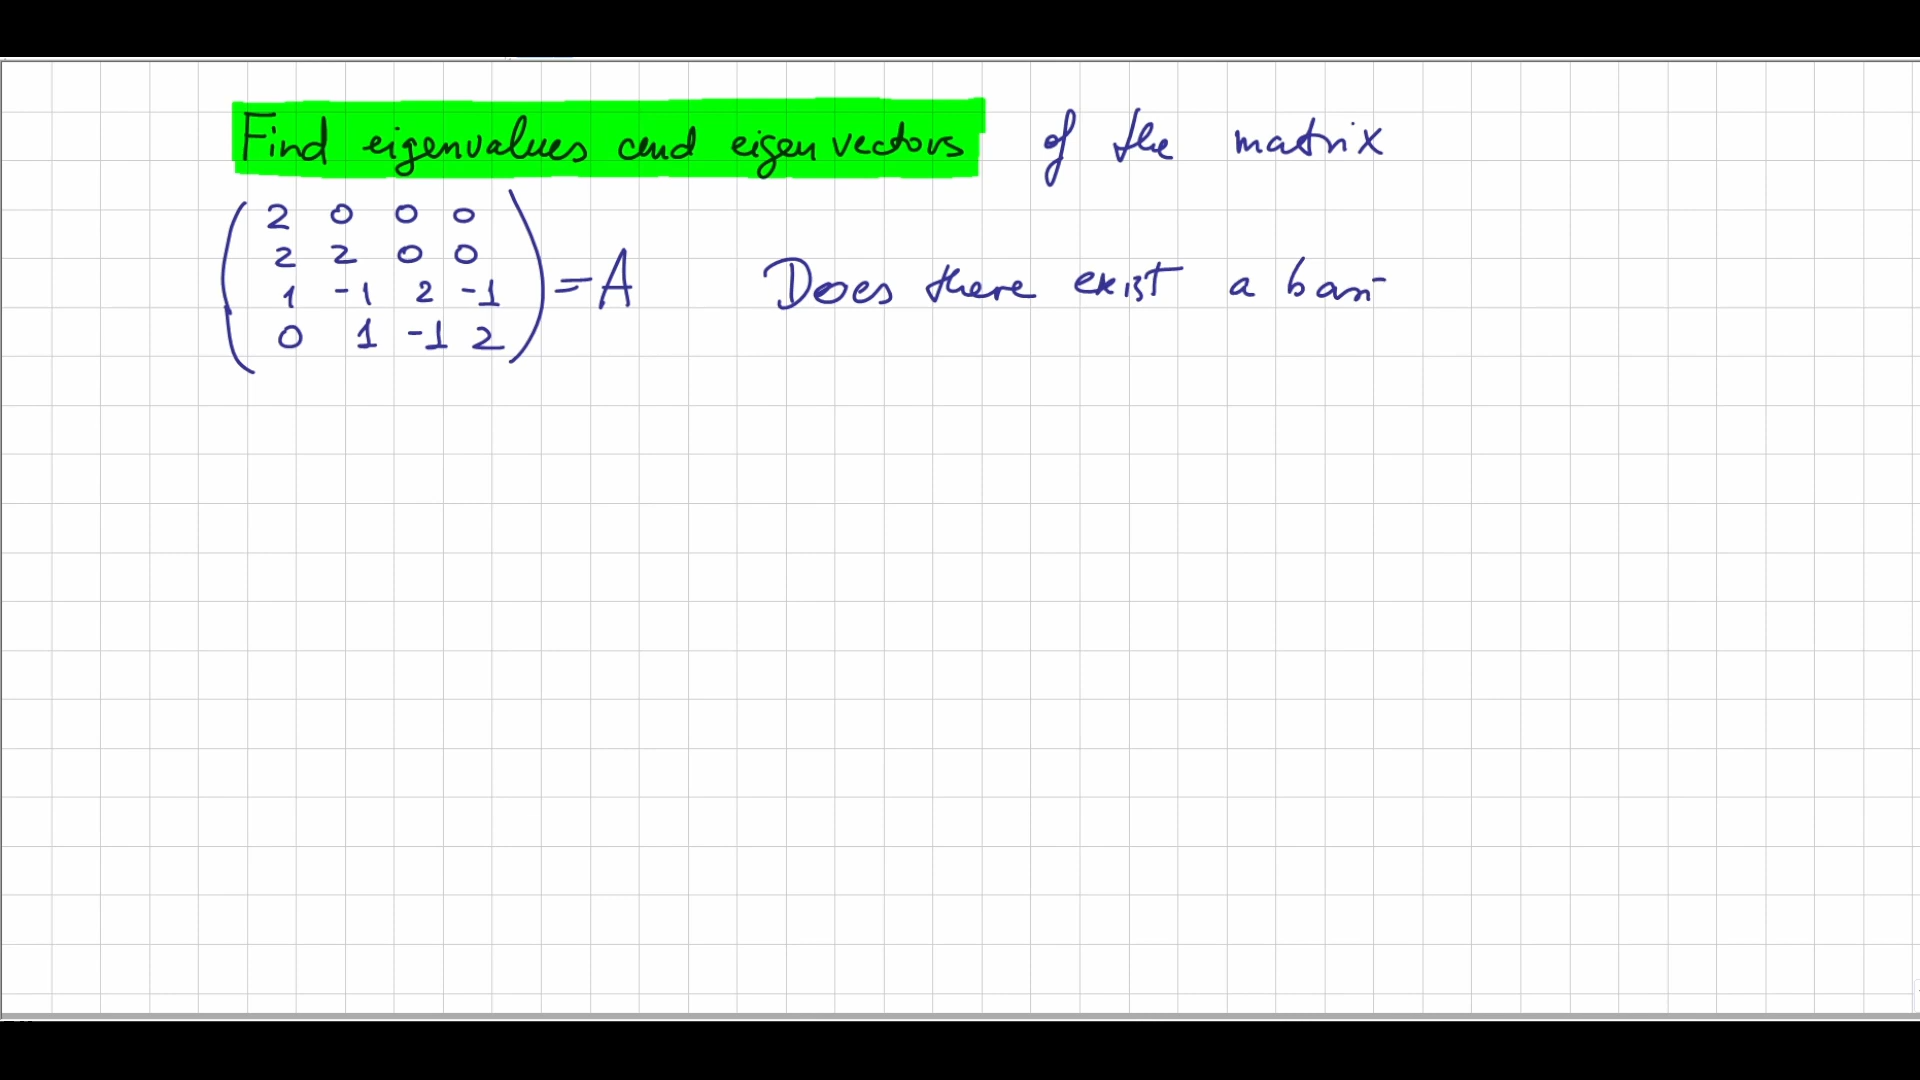 Find eigenvalues and eigenvectors of the matrix
2 0 0 0
2 2 0 0
1 -1 2 -1
0 1 -1 2
= A Does there exist a basi